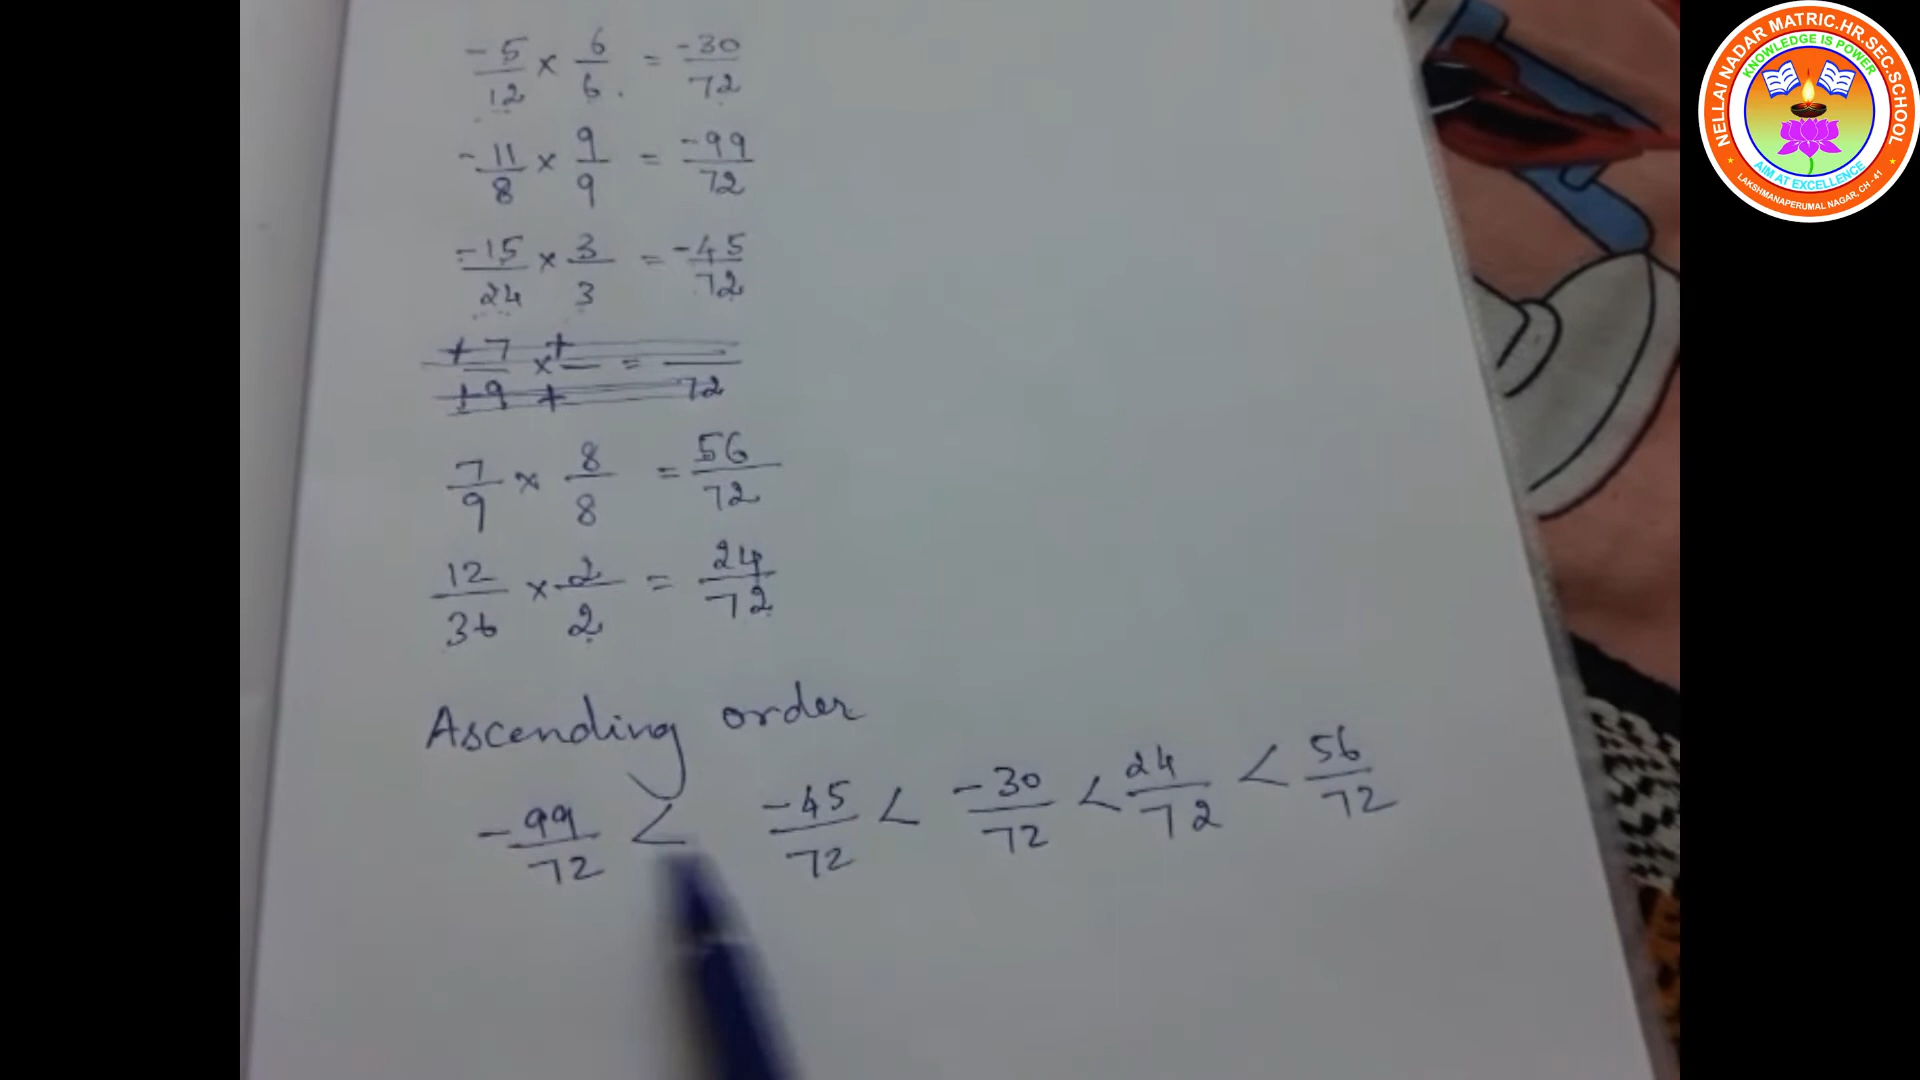 -5/12 × 6/6 = -30/72
-11/8 × 9/9 = -99/72
-15/24 × 3/3 = -45/72
+7/+9 × +/+ = /72
7/9 × 8/8 = 56/72
12/36 × 2/2 = 24/72
Ascending order
-99/72 < -45/72 < -30/72 < 24/72 < 56/72
NELLAI NADAR MATRIC.HR.SEC.SCHOOL
KNOWLEDGE IS POWER
AIM AT EXCELLENCE
LAKSHMANAPERUMAL NAGAR, CH - 41